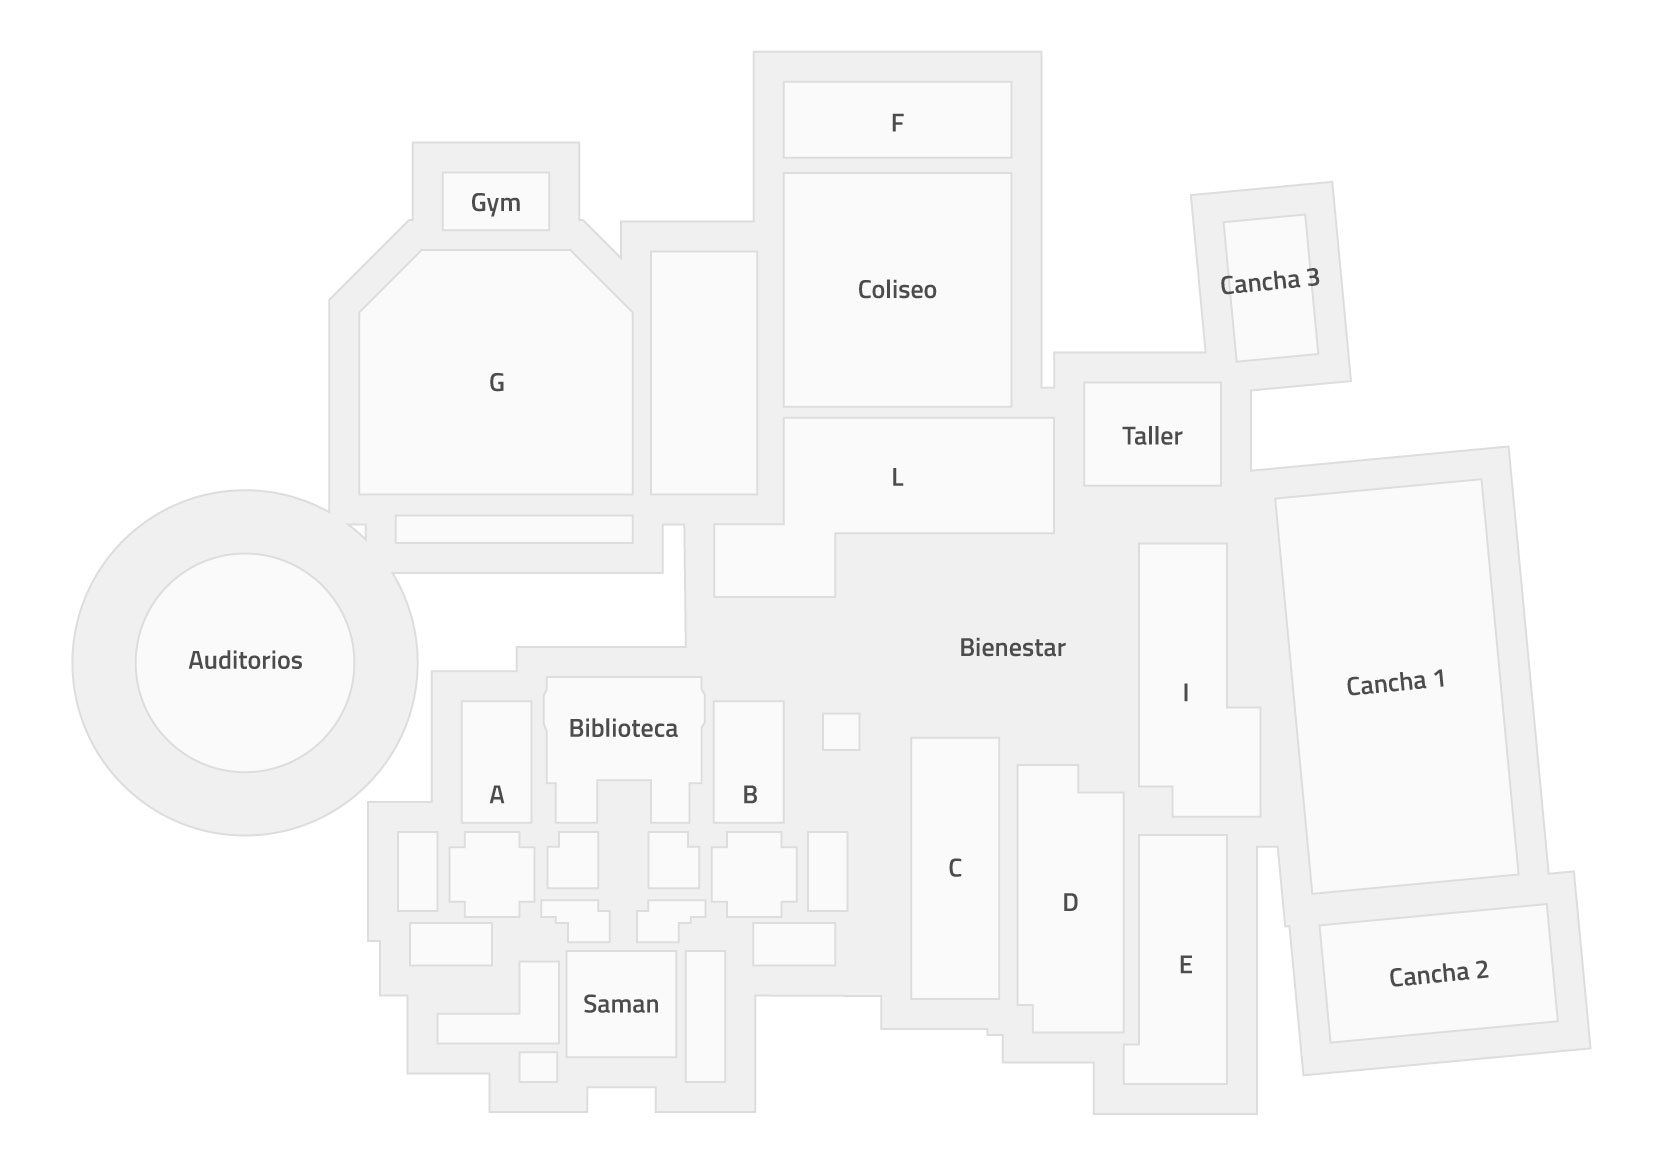 F
Gym
Cancha 3
Coliseo
G
Taller
L
Bienestar
Auditorios
Cancha 1
I
Biblioteca
A
B
C
D
E
Cancha 2
Saman